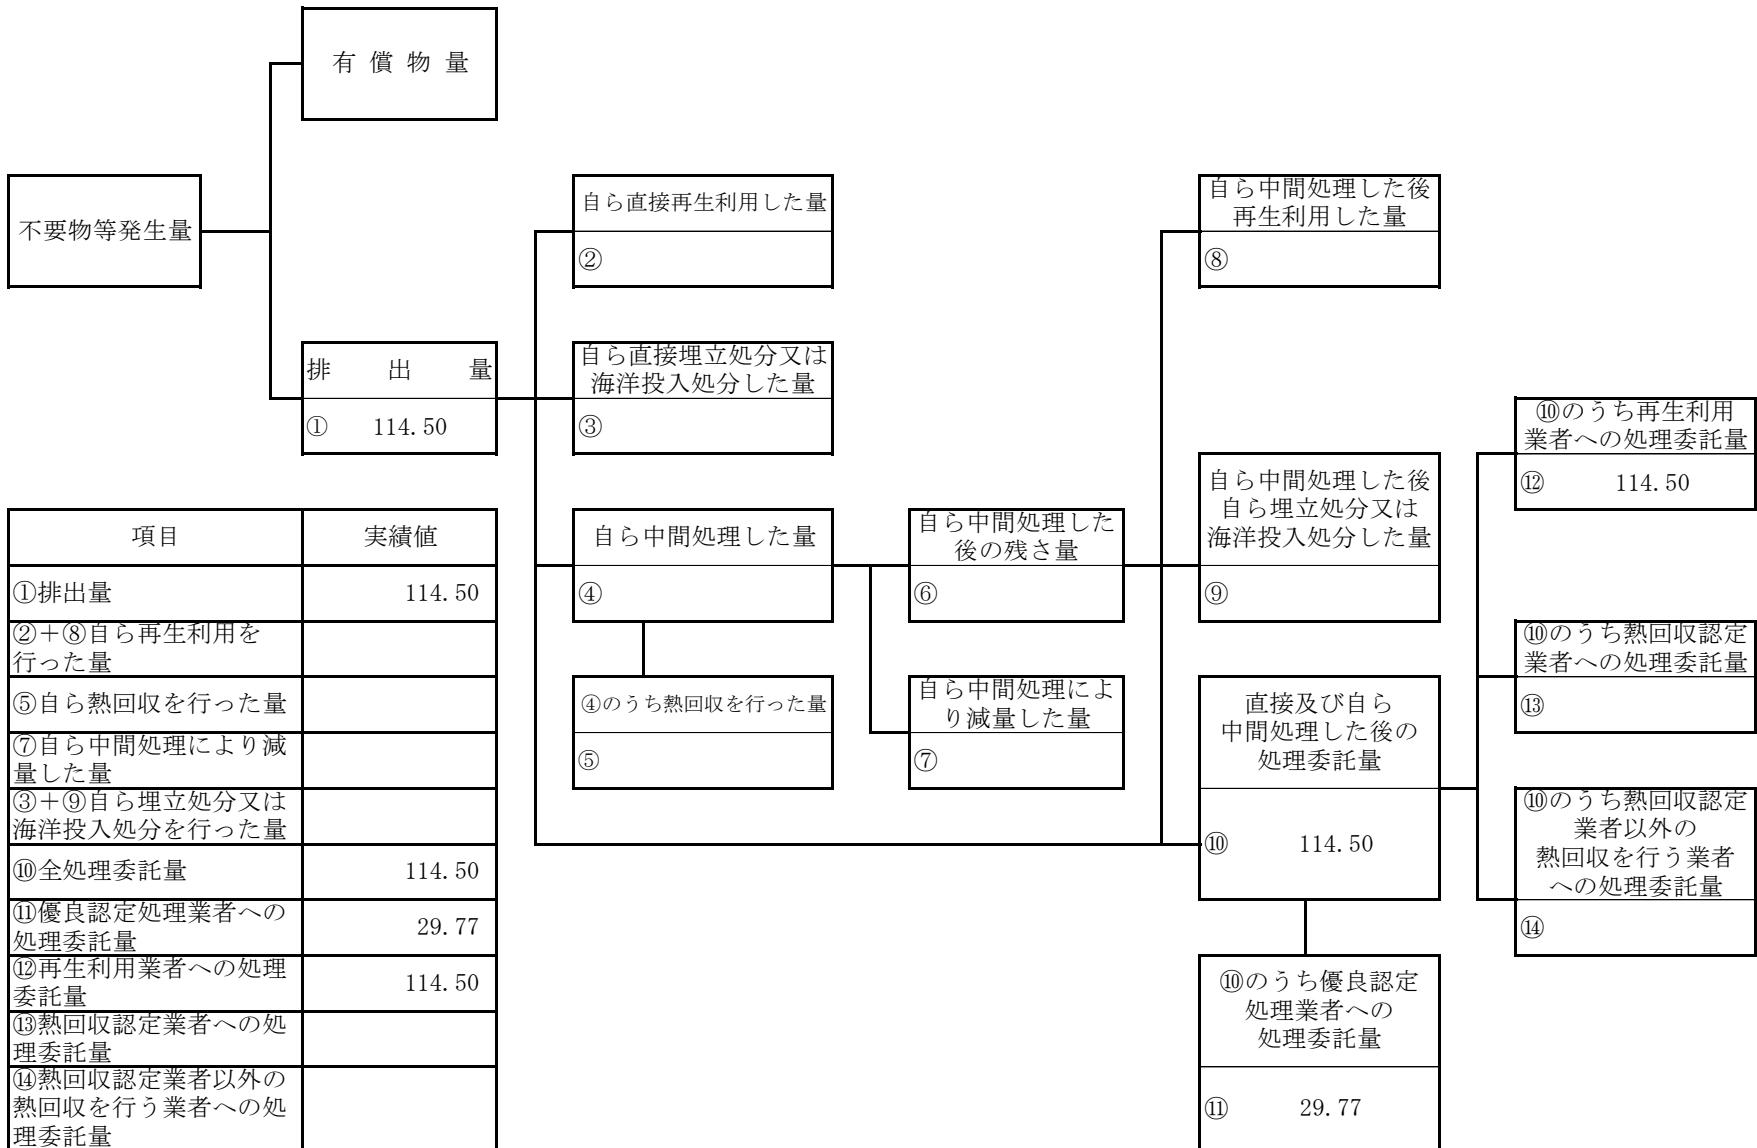 有償物量
不要物等発生量
排出量
① 114.50
自ら直接再生利用した量
②
自ら直接埋立処分又は
海洋投入処分した量
③
自ら中間処理した量
④
④のうち熱回収を行った量
⑤
自ら中間処理した
後の残さ量
⑥
自ら中間処理によ
り減量した量
⑦
自ら中間処理した後
再生利用した量
⑧
自ら中間処理した後
自ら埋立処分又は
海洋投入処分した量
⑨
直接及び自ら
中間処理した後の
処理委託量
⑩ 114.50
⑩のうち優良認定
処理業者への
処理委託量
⑪ 29.77
⑩のうち再生利用
業者への処理委託量
⑫ 114.50
⑩のうち熱回収認定
業者への処理委託量
⑬
⑩のうち熱回収認定
業者以外の
熱回収を行う業者
への処理委託量
⑭
項目 実績値
①排出量 114.50
②+⑧自ら再生利用を
行った量
⑤自ら熱回収を行った量
⑦自ら中間処理により減
量した量
③+⑨自ら埋立処分又は
海洋投入処分を行った量
⑩全処理委託量 114.50
⑪優良認定処理業者への
処理委託量 29.77
⑫再生利用業者への処理
委託量 114.50
⑬熱回収認定業者への処
理委託量
⑭熱回収認定業者以外の
熱回収を行う業者への処
理委託量